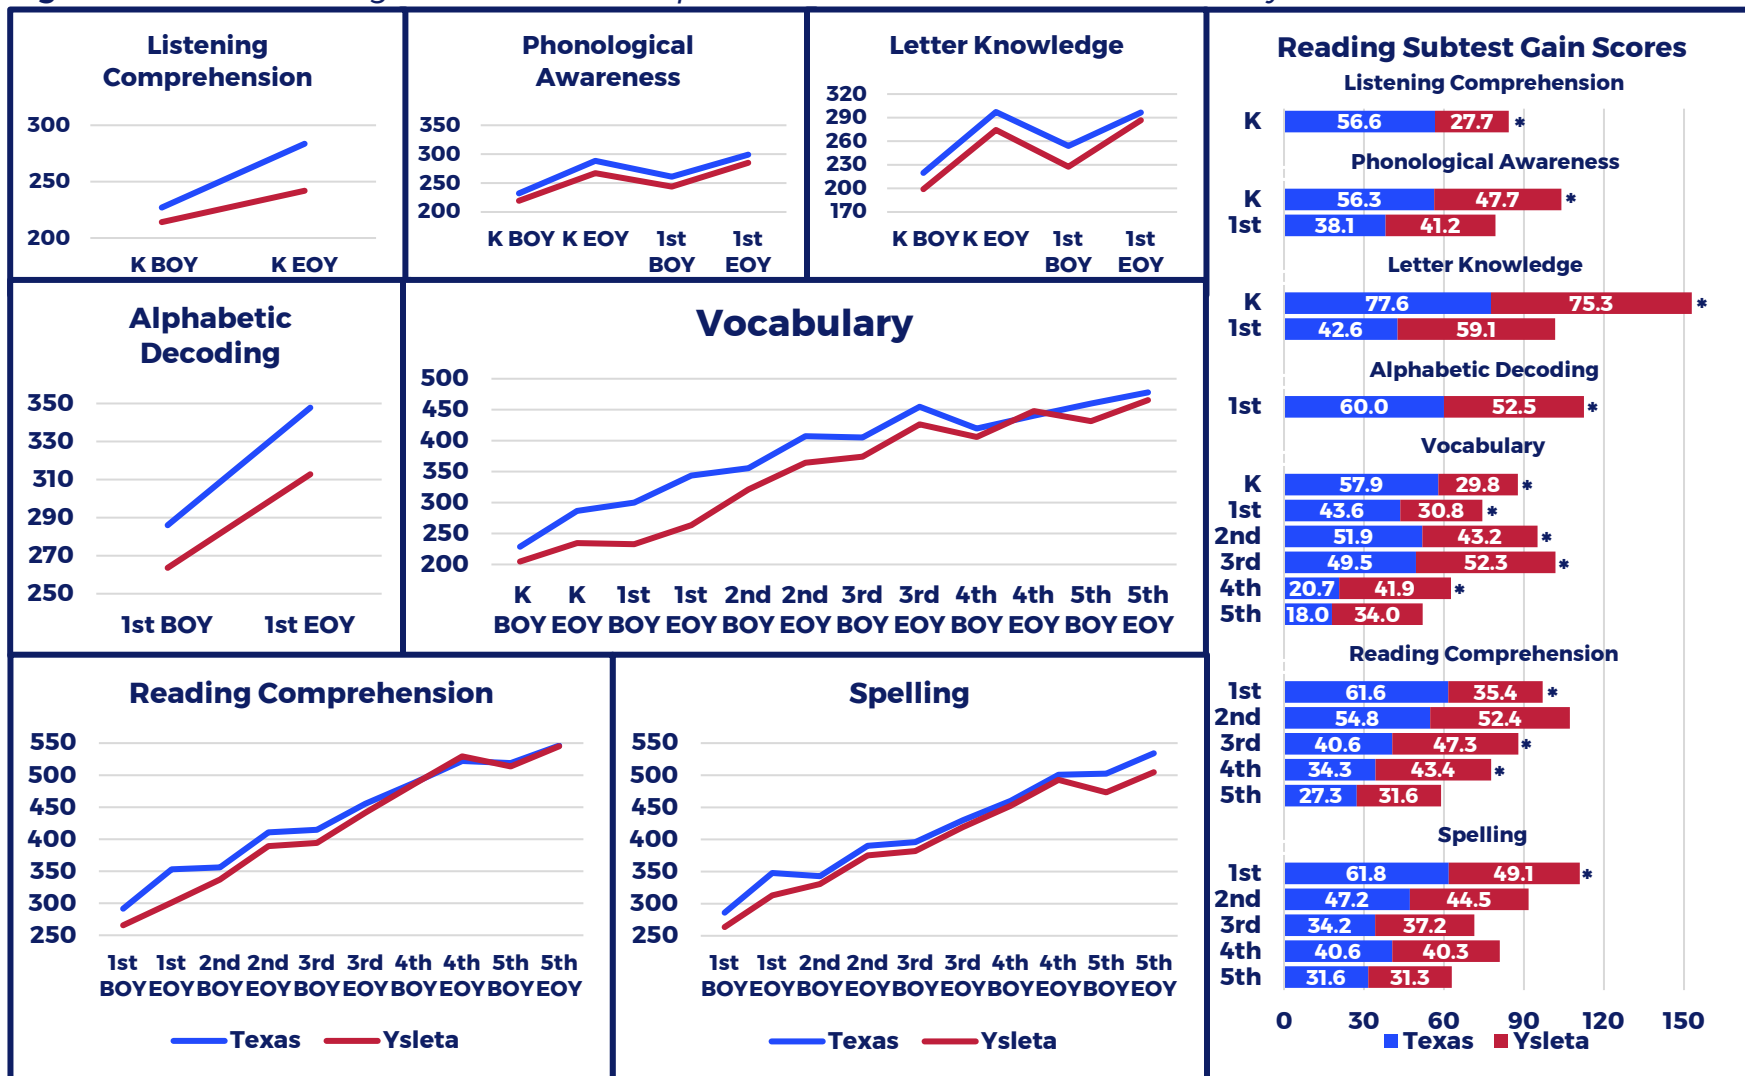 Listening
Comprehension
300
250
200
K BOY K EOY
Phonological
Awareness
350
300
250
200
K BOY K EOY 1st BOY 1st EOY
Letter Knowledge
320
290
260
230
200
170
K BOY K EOY 1st BOY 1st EOY
Alphabetic
Decoding
350
330
310
290
270
250
1st BOY 1st EOY
Vocabulary
500
450
400
350
300
250
200
K K 1st 1st 2nd 2nd 3rd 3rd 4th 4th 5th 5th
BOY EOY BOY EOY BOY EOY BOY EOY BOY EOY BOY EOY
Reading Comprehension
550
500
450
400
350
300
250
1st 1st 2nd 2nd 3rd 3rd 4th 4th 5th 5th
BOY EOY BOY EOY BOY EOY BOY EOY BOY EOY
Texas Ysleta
Spelling
550
500
450
400
350
300
250
1st 1st 2nd 2nd 3rd 3rd 4th 4th 5th 5th
BOY EOY BOY EOY BOY EOY BOY EOY BOY EOY
Texas Ysleta
Reading Subtest Gain Scores
Listening Comprehension
K 56.6 27.7 *
Phonological Awareness
K 56.3 47.7 *
1st 38.1 41.2
Letter Knowledge
K 77.6 75.3 *
1st 42.6 59.1
Alphabetic Decoding
1st 60.0 52.5 *
Vocabulary
K 57.9 29.8 *
1st 43.6 30.8 *
2nd 51.9 43.2 *
3rd 49.5 52.3 *
4th 20.7 41.9 *
5th 18.0 34.0
Reading Comprehension
1st 61.6 35.4 *
2nd 54.8 52.4
3rd 40.6 47.3 *
4th 34.3 43.4 *
5th 27.3 31.6
Spelling
1st 61.8 49.1 *
2nd 47.2 44.5
3rd 34.2 37.2
4th 40.6 40.3
5th 31.6 31.3
0 30 60 90 120 150
Texas Ysleta